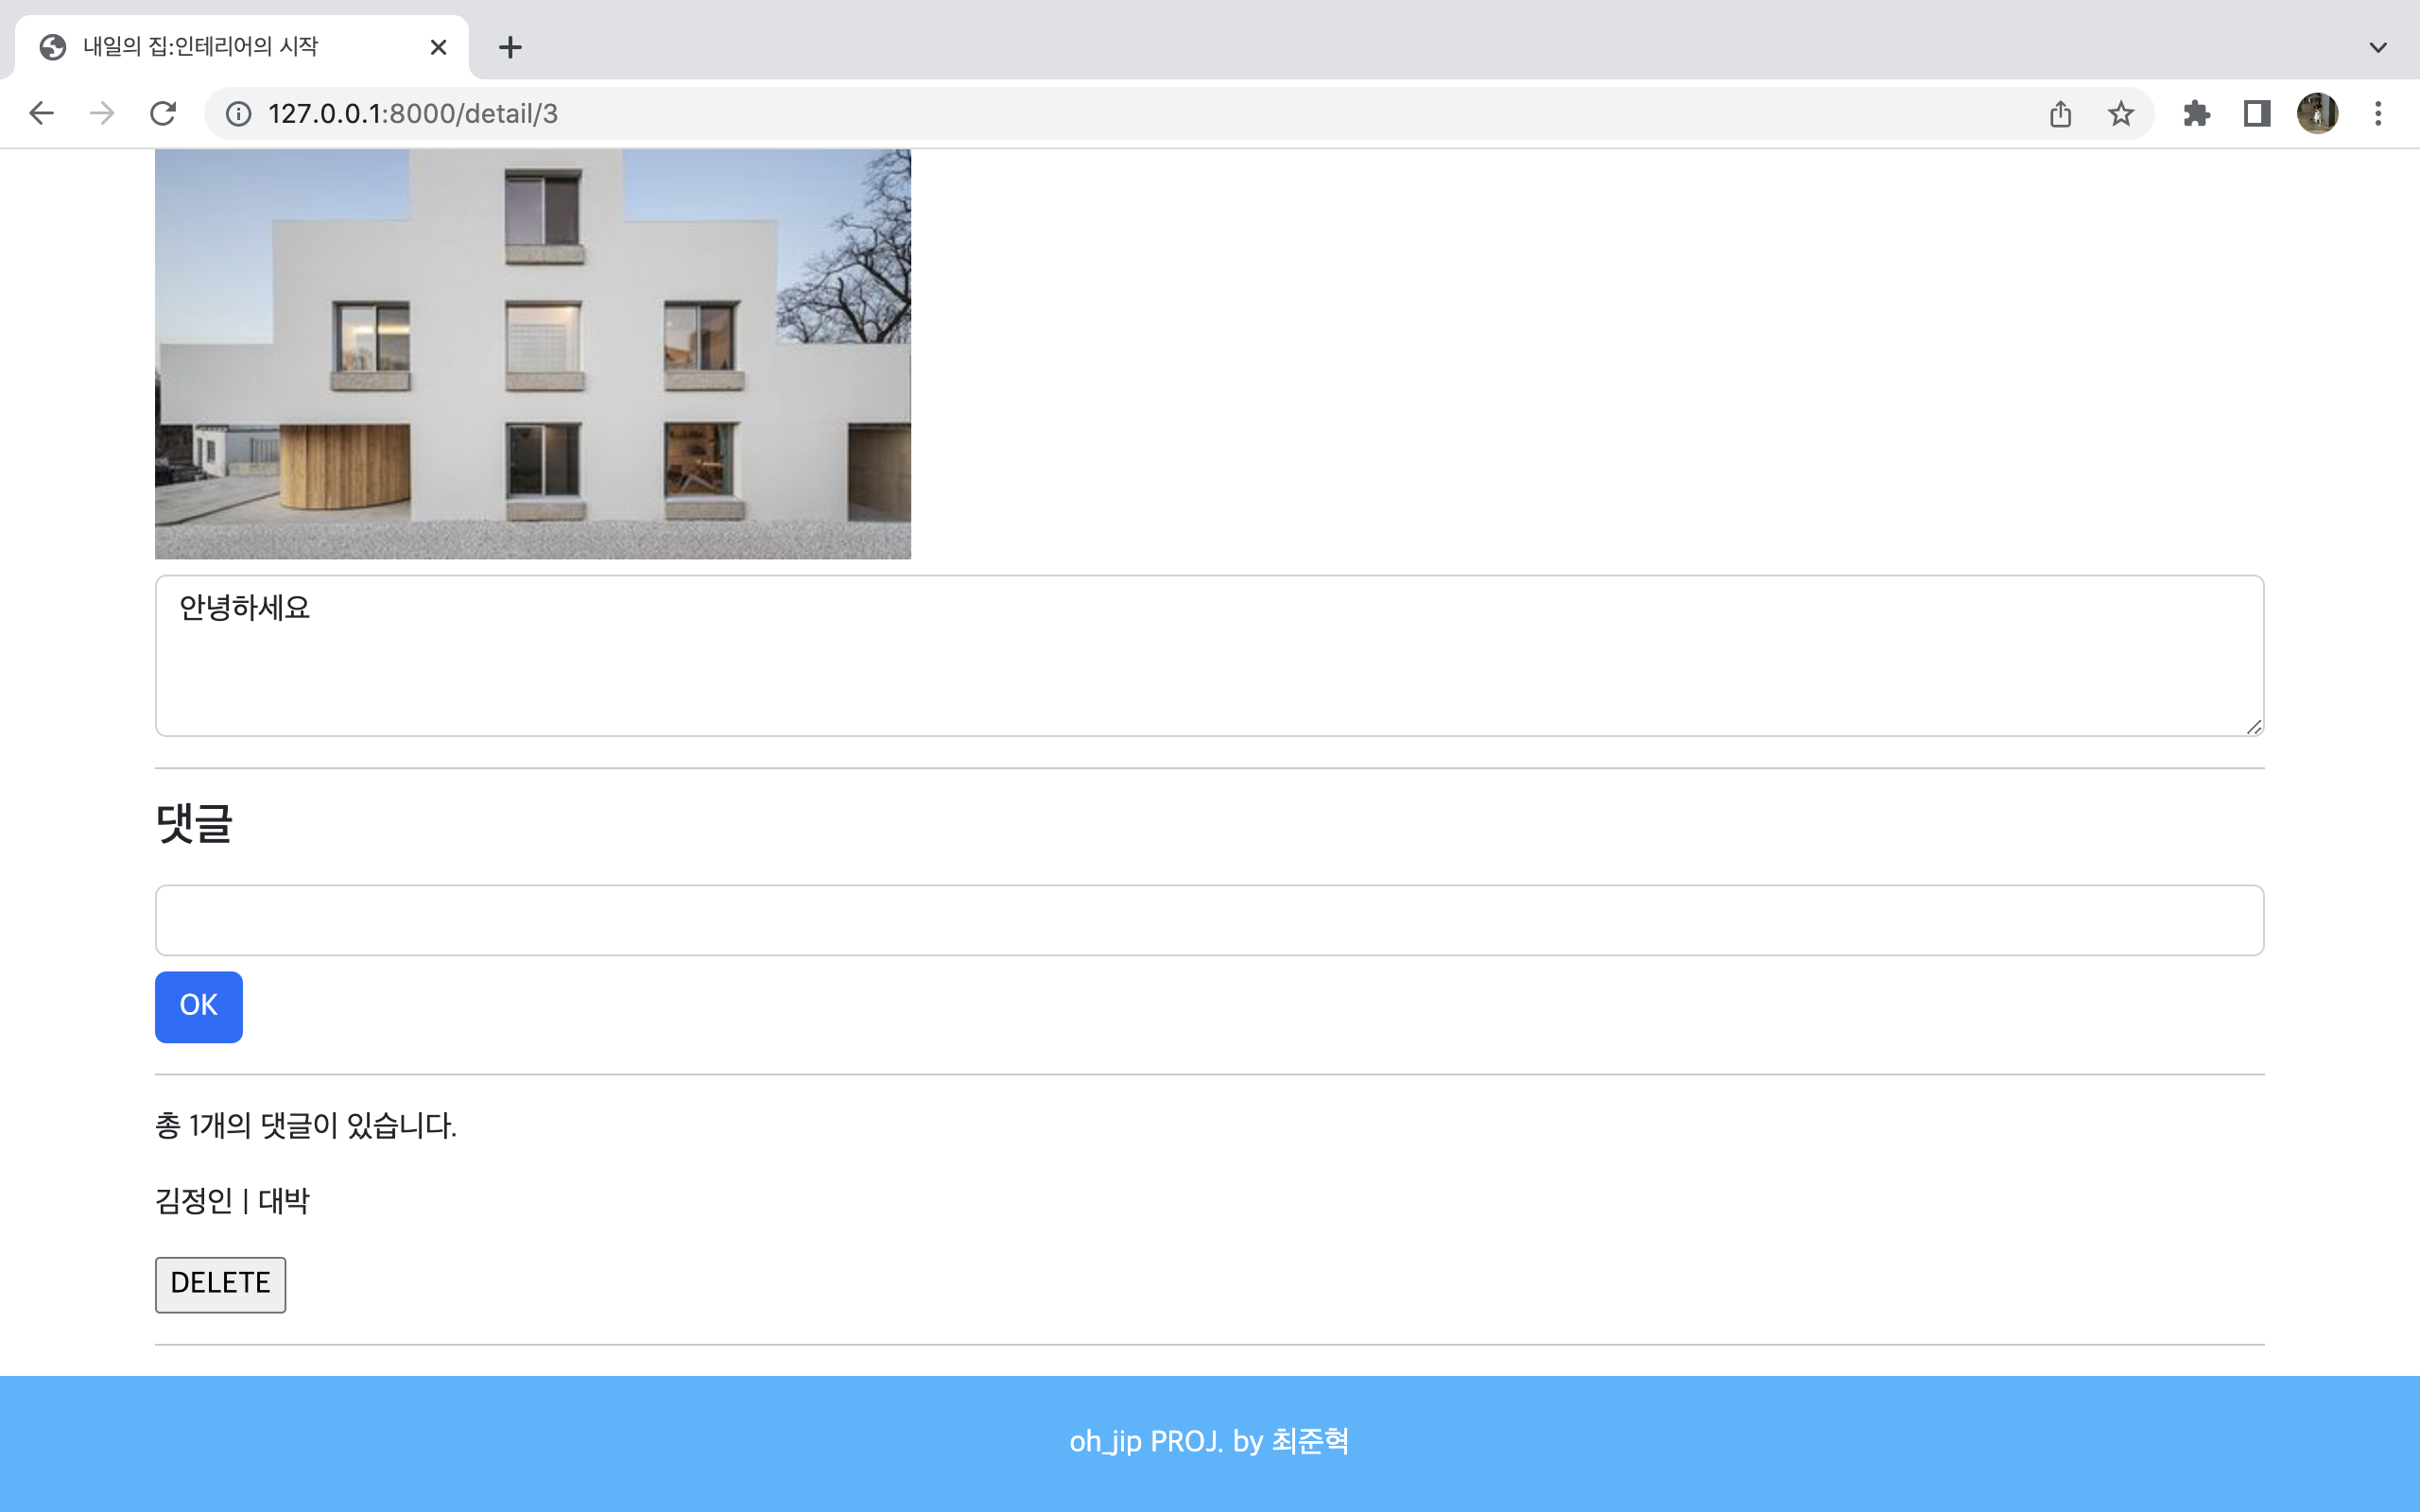 내일의 집:인테리어의 시작
127.0.0.1:8000/detail/3
안녕하세요
댓글
OK
총 1개의 댓글이 있습니다.
김정인 | 대박
DELETE
oh_jip PROJ. by 최준혁